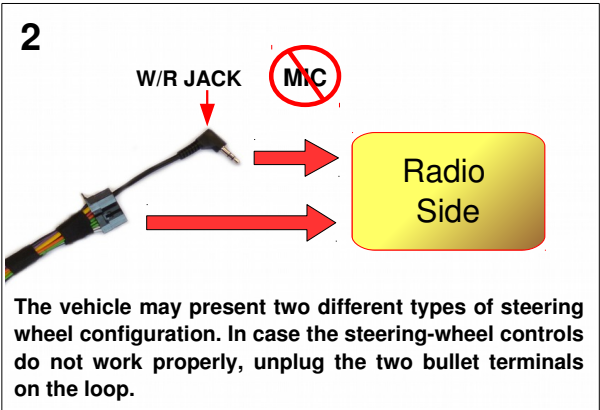 2
W/R JACK
MIC
Radio
Side
The vehicle may present two different types of steering
wheel configuration. In case the steering-wheel controls
do not work properly, unplug the two bullet terminals
on the loop.